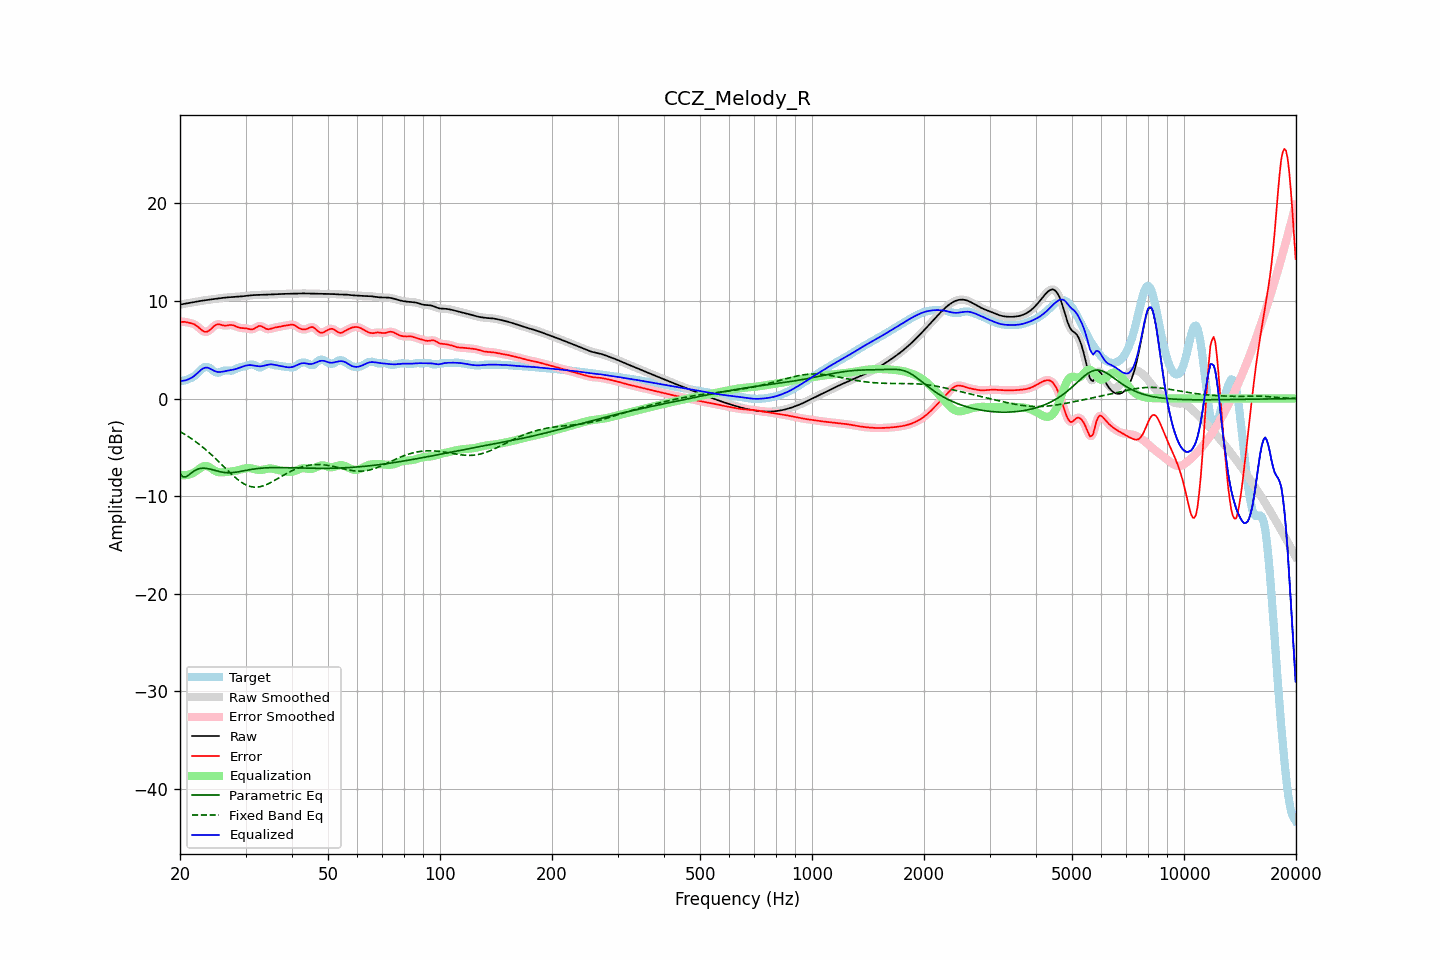 CCZ_Melody_R
Amplitude (dBr)
20
10
0
−10
−20
−30
−40
Target
Raw Smoothed
Error Smoothed
Raw
Error
Equalization
Parametric Eq
Fixed Band Eq
Equalized
20 50 100 200 500 1000 2000 5000 10000 20000
Frequency (Hz)